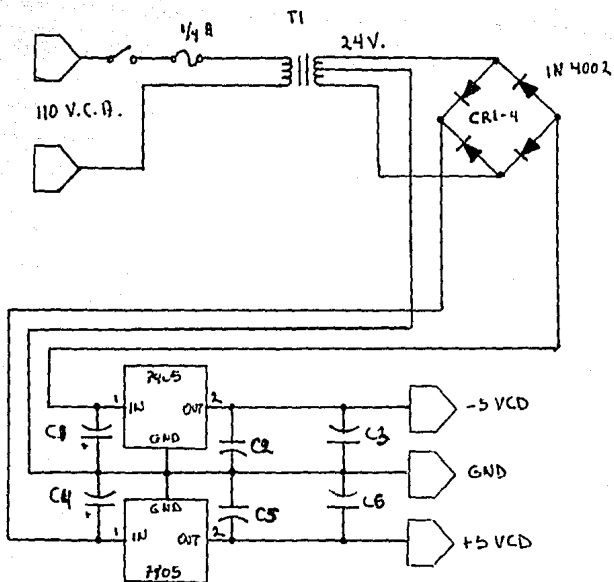 T1
1/4 A
24V.
1N 4002
110 V.C.A.
CR1-4
7905
1 IN OUT 2
-5 VCD
C1
+
GND
C2
C3
GND
C4
+
GND
C5
C6
1 IN OUT 2
+5 VCD
7805